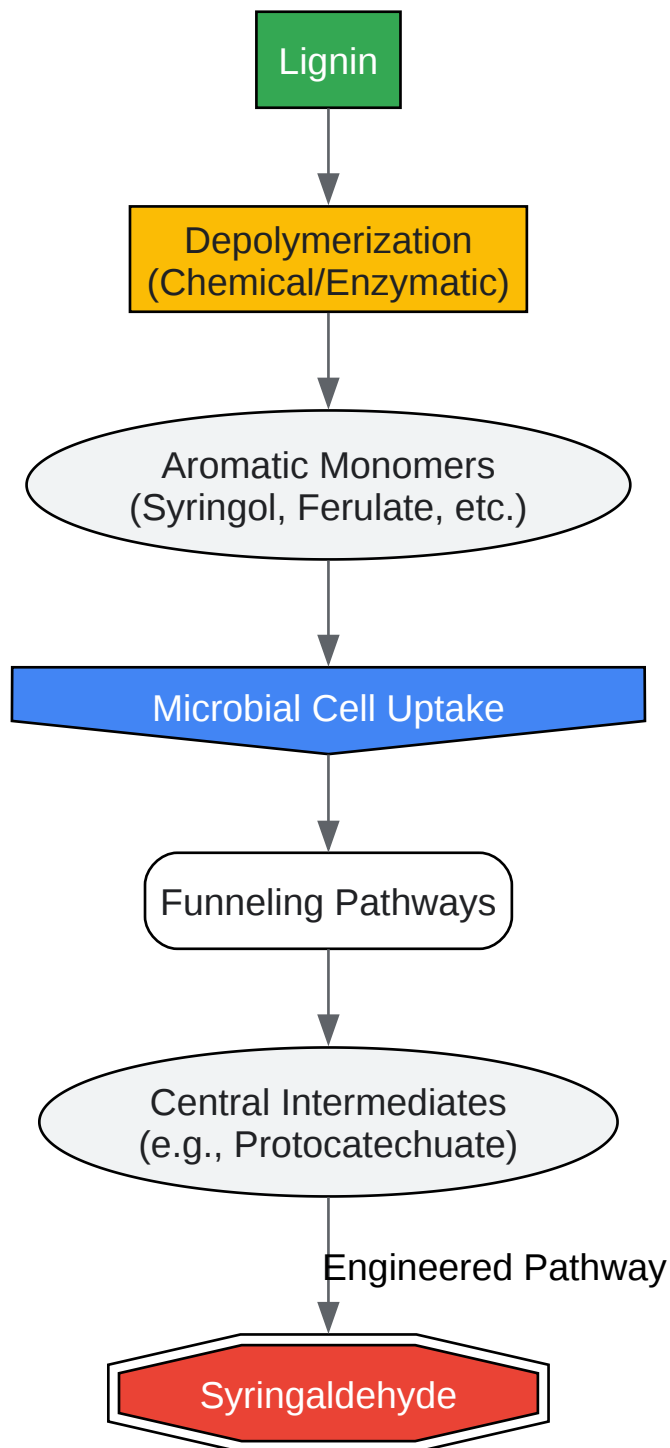 Lignin
Depolymerization
(Chemical/Enzymatic)
Aromatic Monomers
(Syringol, Ferulate, etc.)
Microbial Cell Uptake
Funneling Pathways
Central Intermediates
(e.g., Protocatechuate)
Engineered Pathway
Syringaldehyde